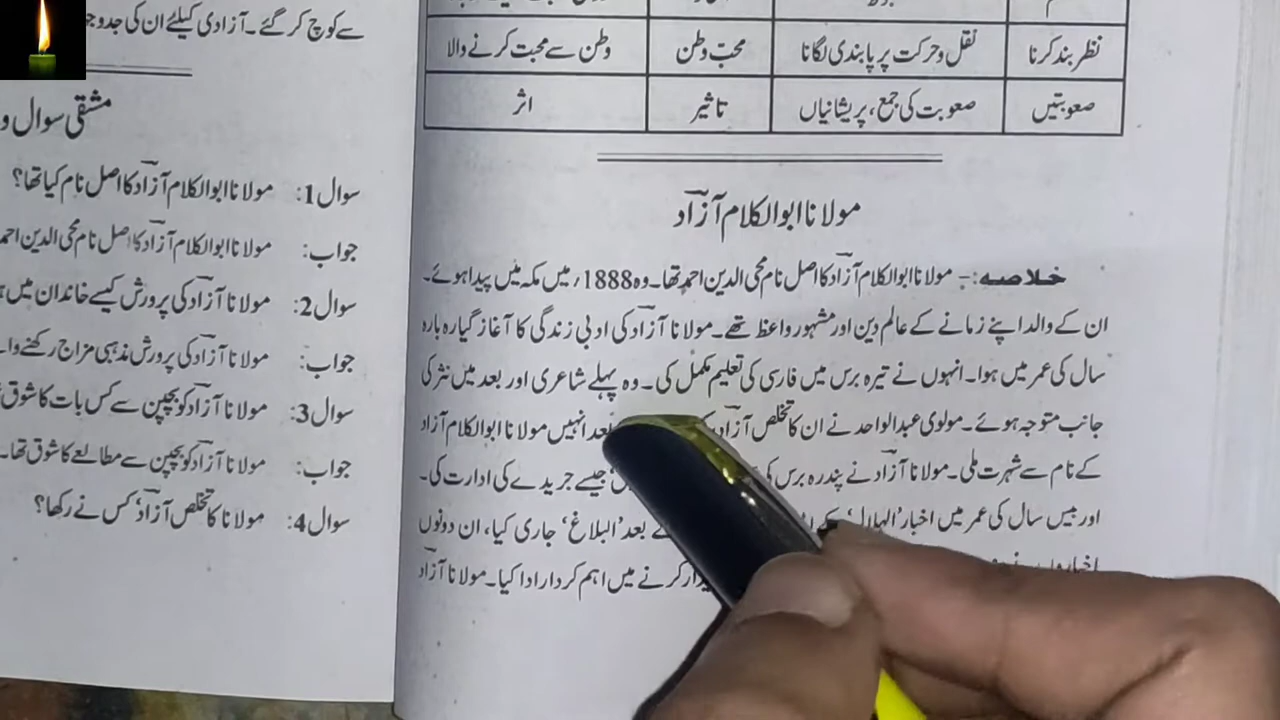 نظر بند کرنا نقل و حرکت پر پابندی لگانا محبّ وطن وطن سے محبت کرنے والا
صعوبتیں صعوبت کی جمع، پریشانیاں تاثیر اثر
مولانا ابوالکلام آزاد
خلاصہ:- مولانا ابوالکلام آزاد کا اصل نام محی الدین احمد تھا۔ وہ 1888ء میں مکہ میں پیدا ہوئے۔
ان کے والد اپنے زمانے کے عالم دین اور مشہور واعظ تھے۔ مولانا آزاد کی ادبی زندگی کا آغاز گیارہ بارہ
سال کی عمر میں ہوا۔ انہوں نے تیرہ برس میں فارسی کی تعلیم مکمل کی۔ وہ پہلے شاعری اور بعد میں نثر کی
جانب متوجہ ہوئے۔ مولوی عبدالواحد نے ان کا تخلص آزاد بعد انہیں مولانا ابوالکلام آزاد
کے نام سے شہرت ملی۔ مولانا آزاد نے پندرہ برس کی جیسے جریدے کی ادارت کی۔
اور بیس سال کی عمر میں اخبار 'الہلال' کے بعد 'البلاغ' جاری کیا، ان دونوں
کرنے میں اہم کردار ادا کیا۔ مولانا آزاد
سے کوچ کر گئے۔ آزادی کیلئے ان کی
مشقی سوال و
سوال 1: مولانا ابوالکلام آزاد کا اصل نام کیا تھا؟
جواب: مولانا ابوالکلام آزاد کا اصل نام محی الدین
سوال 2: مولانا آزاد کی پرورش کیسے خاندان میں
جواب: مولانا آزاد کی پرورش مذہبی مزاج رکھنے
سوال 3: مولانا آزاد کو بچپن سے کس بات کا شوق
جواب: مولانا آزاد کو بچپن سے مطالعے کا شوق تھا۔
سوال 4: مولانا کا تخلص 'آزاد' کس نے رکھا؟